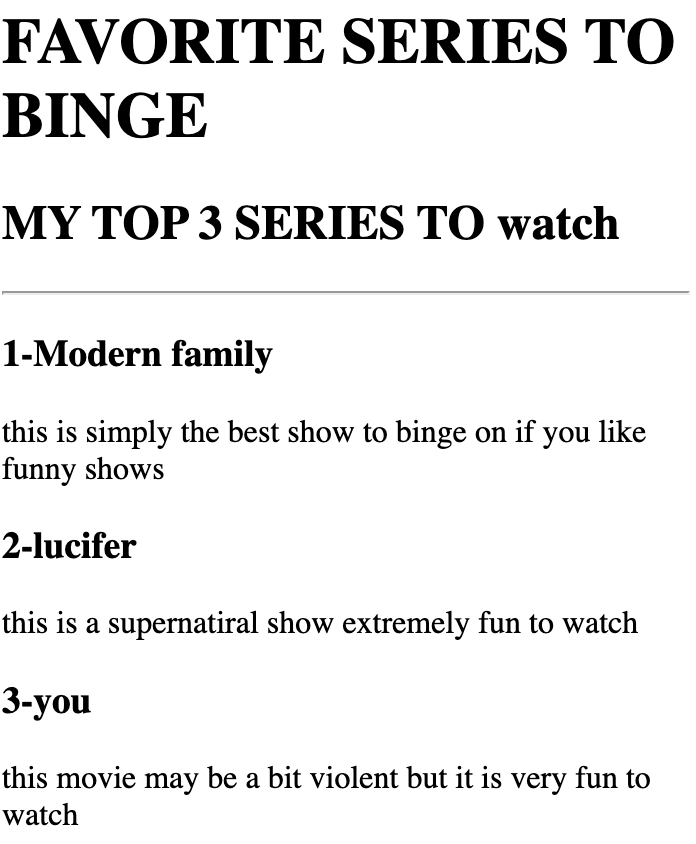 FAVORITE SERIES TO
BINGE
MY TOP 3 SERIES TO watch
1-Modern family
this is simply the best show to binge on if you like
funny shows
2-lucifer
this is a supernatiral show extremely fun to watch
3-you
this movie may be a bit violent but it is very fun to
watch